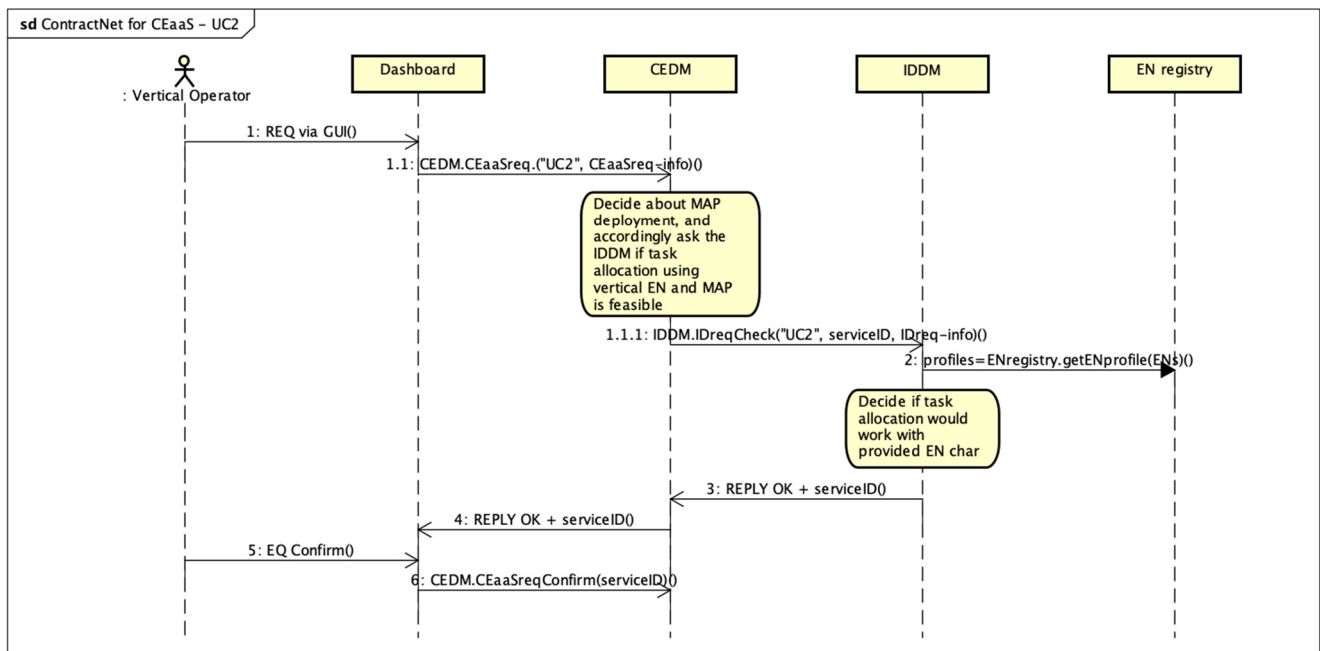 sd ContractNet for CEaaS - UC2
Dashboard
CEDM
IDDM
EN registry
: Vertical Operator
1: REQ via GUI()
1.1: CEDM.CEaaSreq.("UC2", CEaaSreq-info)()
Decide about MAP
deployment, and
accordingly ask the
IDDM if task
allocation using
vertical EN and MAP
is feasible
1.1.1: IDDM.IDreqCheck("UC2", serviceID, IDreq-info)()
2: profiles=ENregistry.getENprofile(ENs)()
Decide if task
allocation would
work with
provided EN char
3: REPLY OK + serviceID()
4: REPLY OK + serviceID()
5: EQ Confirm()
6: CEDM.CEaaSreqConfirm(serviceID)()